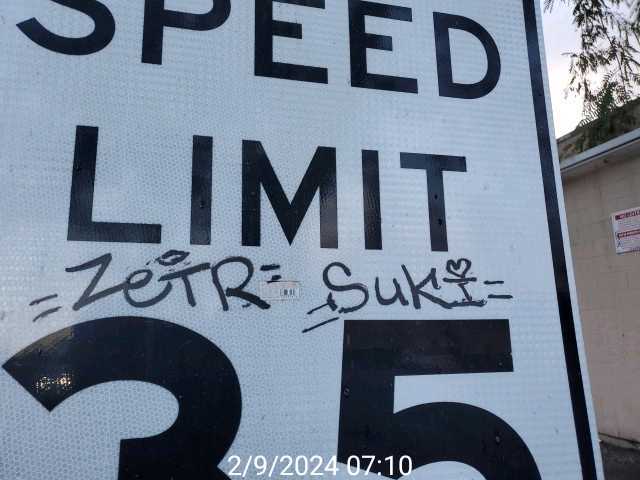 SPEED
LIMIT
ZeTR SuKI
35
2/9/2024 07:10